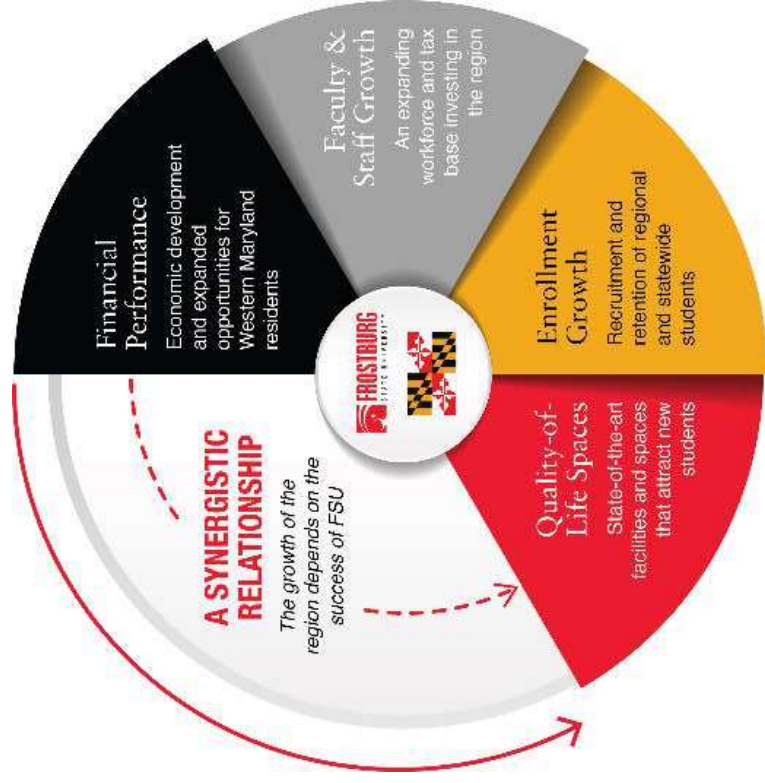 A SYNERGISTIC
RELATIONSHIP
The growth of the
region depends on the
success of FSU
Quality-of-
Life Spaces
State-of-the-art
facilities and spaces
that attract new
students
Enrollment
Growth
Recruitment and
retention of regional
and statewide
students
Faculty &
Staff Growth
An expanding
workforce and tax
base investing in
the region
Financial
Performance
Economic development
and expanded
opportunities for
Western Maryland
residents
FROSTBURG
STATE UNIVERSITY